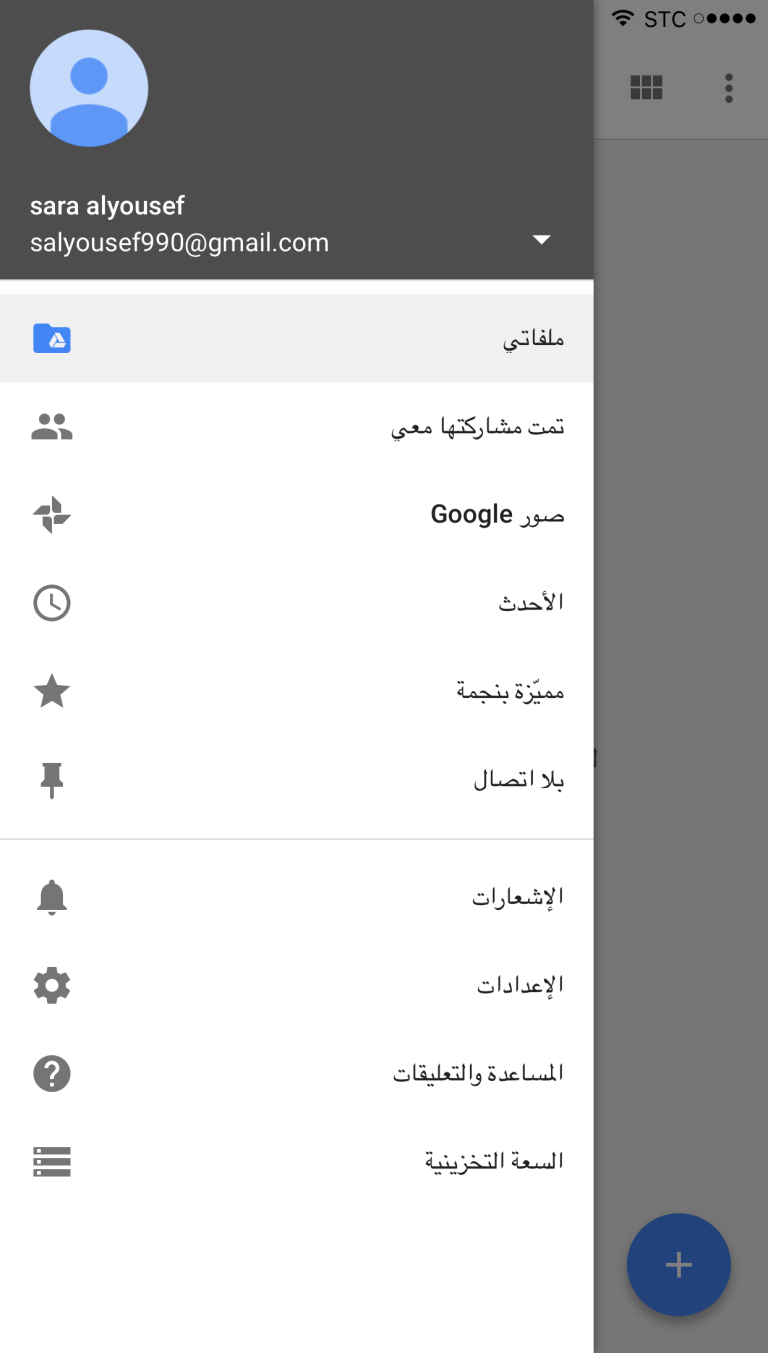 STC
sara alyousef
salyousef990@gmail.com
ملفاتي
تمت مشاركتها معي
صور Google
الأحدث
مميّزة بنجمة
بلا اتصال
الإشعارات
الإعدادات
المساعدة والتعليقات
السعة التخزينية